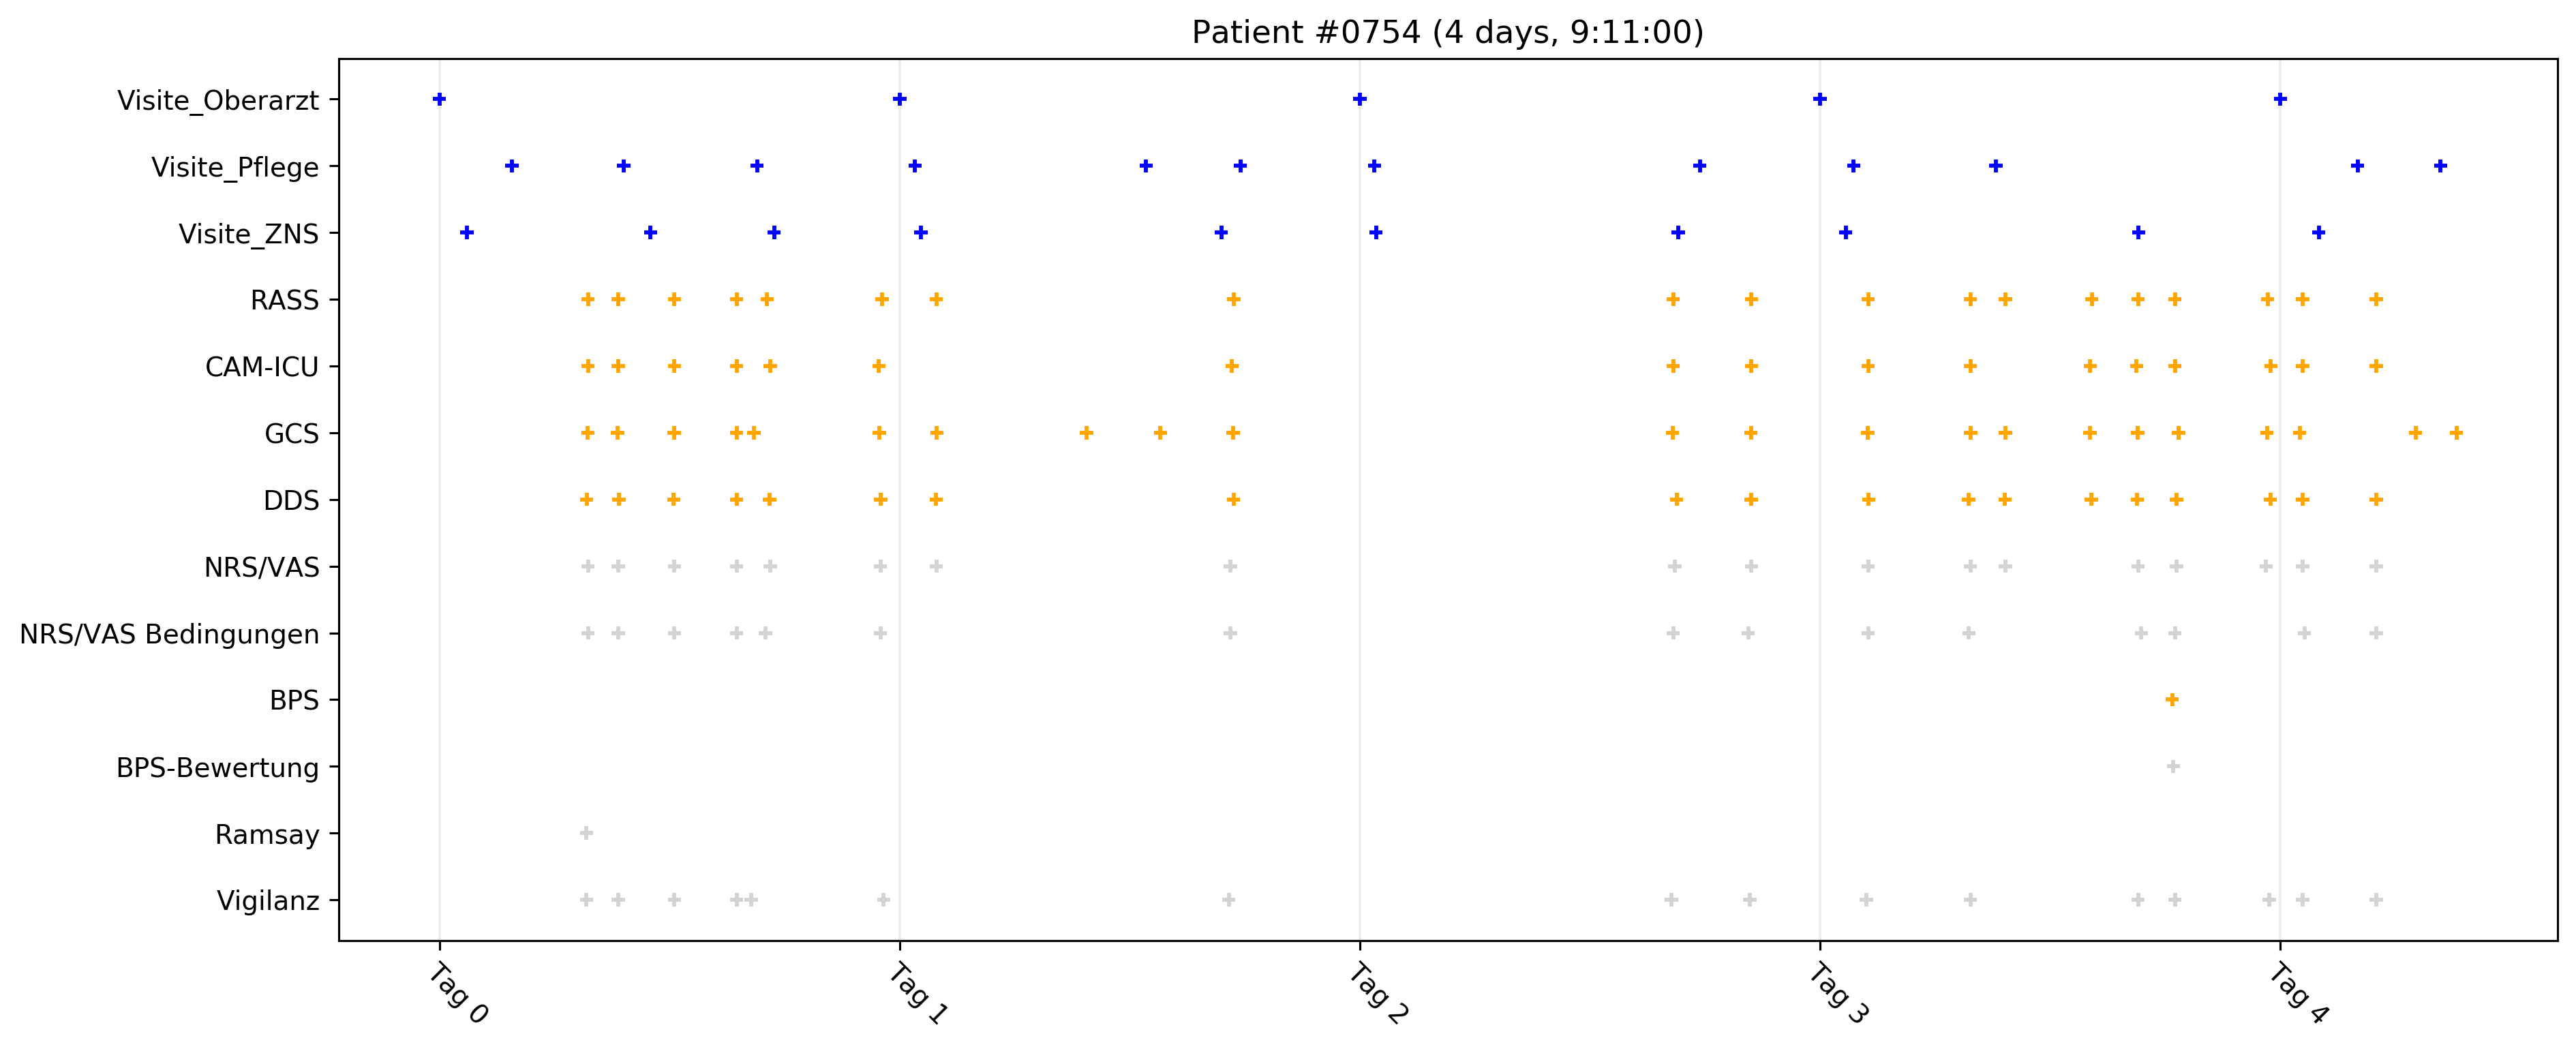 Patient #0754 (4 days, 9:11:00)
Visite_Oberarzt
Visite_Pflege
Visite_ZNS
RASS
CAM-ICU
GCS
DDS
NRS/VAS
NRS/VAS Bedingungen
BPS
BPS-Bewertung
Ramsay
Vigilanz
Tag 0
Tag 1
Tag 2
Tag 3
Tag 4